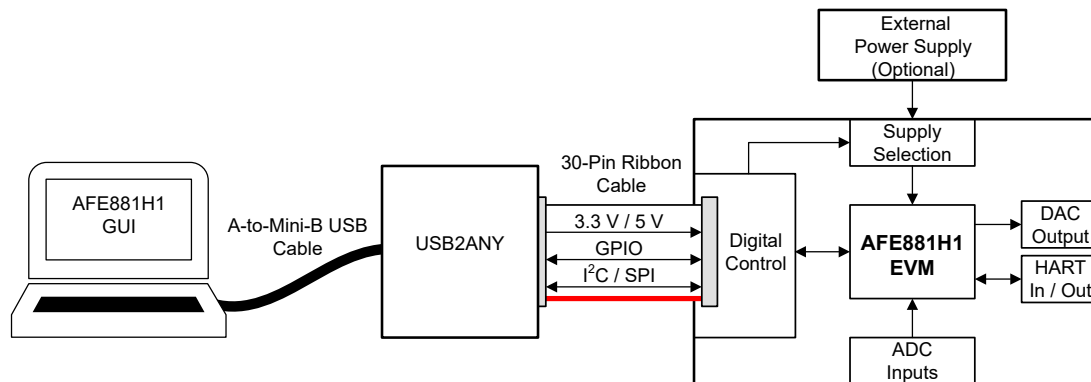 External
Power Supply
(Optional)
Supply
Selection
30-Pin Ribbon
Cable
AFE881H1
GUI
A-to-Mini-B USB
Cable
USB2ANY
3.3 V / 5 V
GPIO
I²C / SPI
Digital
Control
AFE881H1
EVM
DAC
Output
HART
In / Out
ADC
Inputs